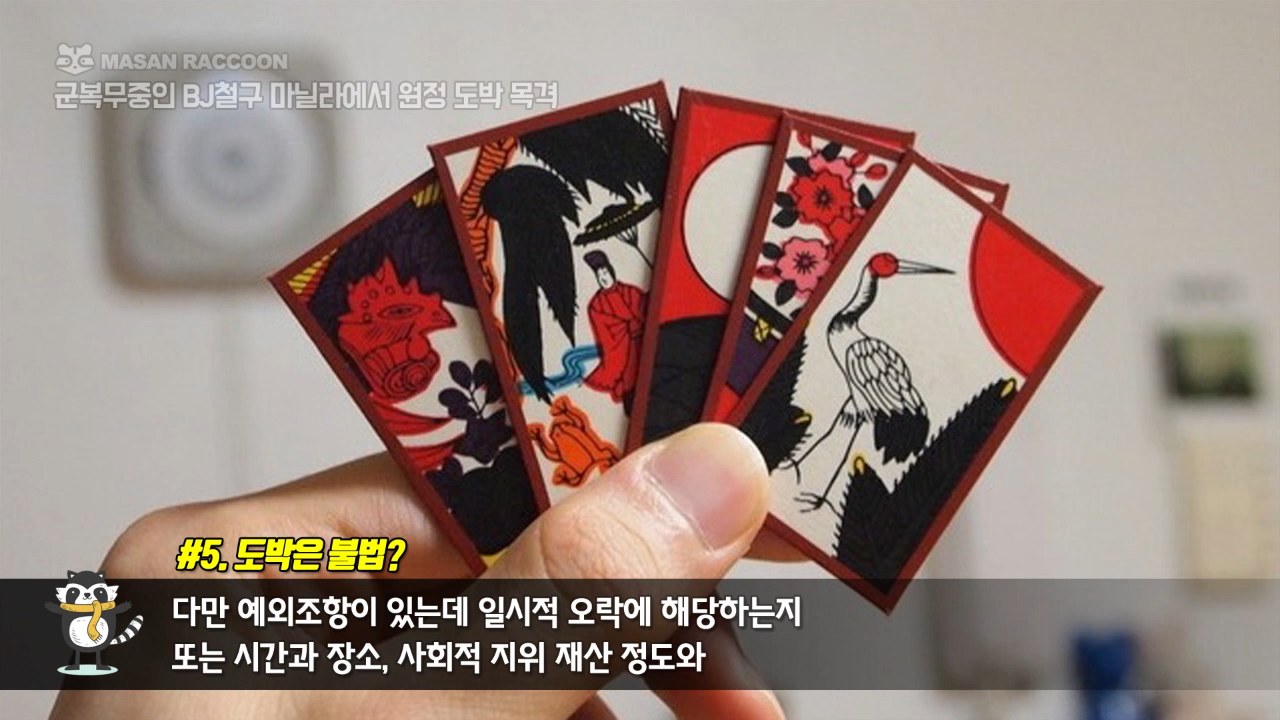 MASAN RACCOON
군복무중인 BJ철구 마닐라에서 원정 도박 목격
#5. 도박은 불법?
다만 예외조항이 있는데 일시적 오락에 해당하는지
또는 시간과 장소, 사회적 지위 재산 정도와